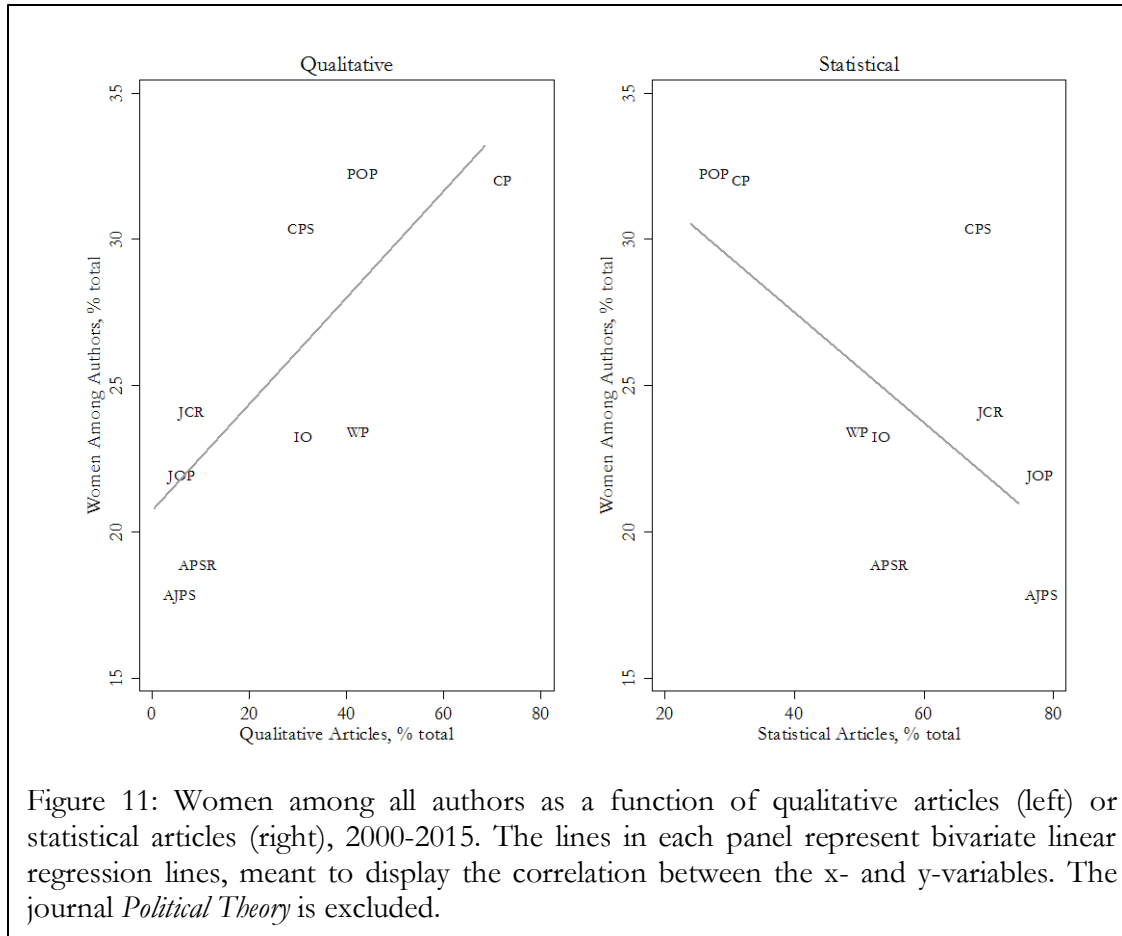 Qualitative
Women Among Authors, % total
35
30
25
20
15
POP
CP
CPS
JCR
IO
WP
JOP
APSR
AJPS
0 20 40 60 80
Qualitative Articles, % total
Statistical
Women Among Authors, % total
35
30
25
20
15
POP
CP
CPS
JCR
WP
IO
JOP
APSR
AJPS
20 40 60 80
Statistical Articles, % total
Figure 11: Women among all authors as a function of qualitative articles (left) or
statistical articles (right), 2000-2015. The lines in each panel represent bivariate linear
regression lines, meant to display the correlation between the x- and y-variables. The
journal Political Theory is excluded.